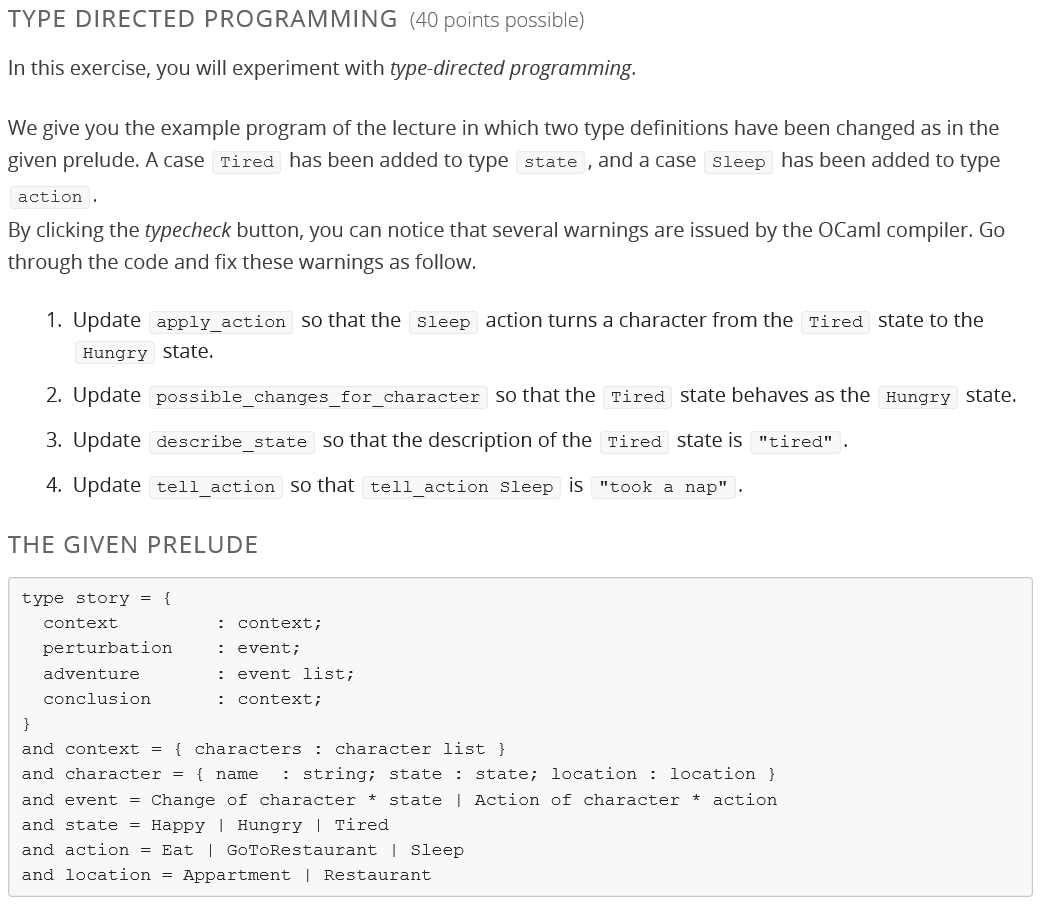 TYPE DIRECTED PROGRAMMING (40 points possible)
In this exercise, you will experiment with type-directed programming.
We give you the example program of the lecture in which two type definitions have been changed as in the
given prelude. A case Tired has been added to type state, and a case Sleep has been added to type
action.
By clicking the typecheck button, you can notice that several warnings are issued by the OCaml compiler. Go
through the code and fix these warnings as follow.
1. Update apply_action so that the Sleep action turns a character from the Tired state to the
Hungry state.
2. Update possible_changes_for_character so that the Tired state behaves as the Hungry state.
3. Update describe_state so that the description of the Tired state is "tired".
4. Update tell_action so that tell_action Sleep is "took a nap".
THE GIVEN PRELUDE
type story = {
  context         : context;
  perturbation    : event;
  adventure       : event list;
  conclusion      : context;
}
and context = { characters : character list }
and character = { name  : string; state : state; location : location }
and event = Change of character * state | Action of character * action
and state = Happy | Hungry | Tired
and action = Eat | GoToRestaurant | Sleep
and location = Appartment | Restaurant